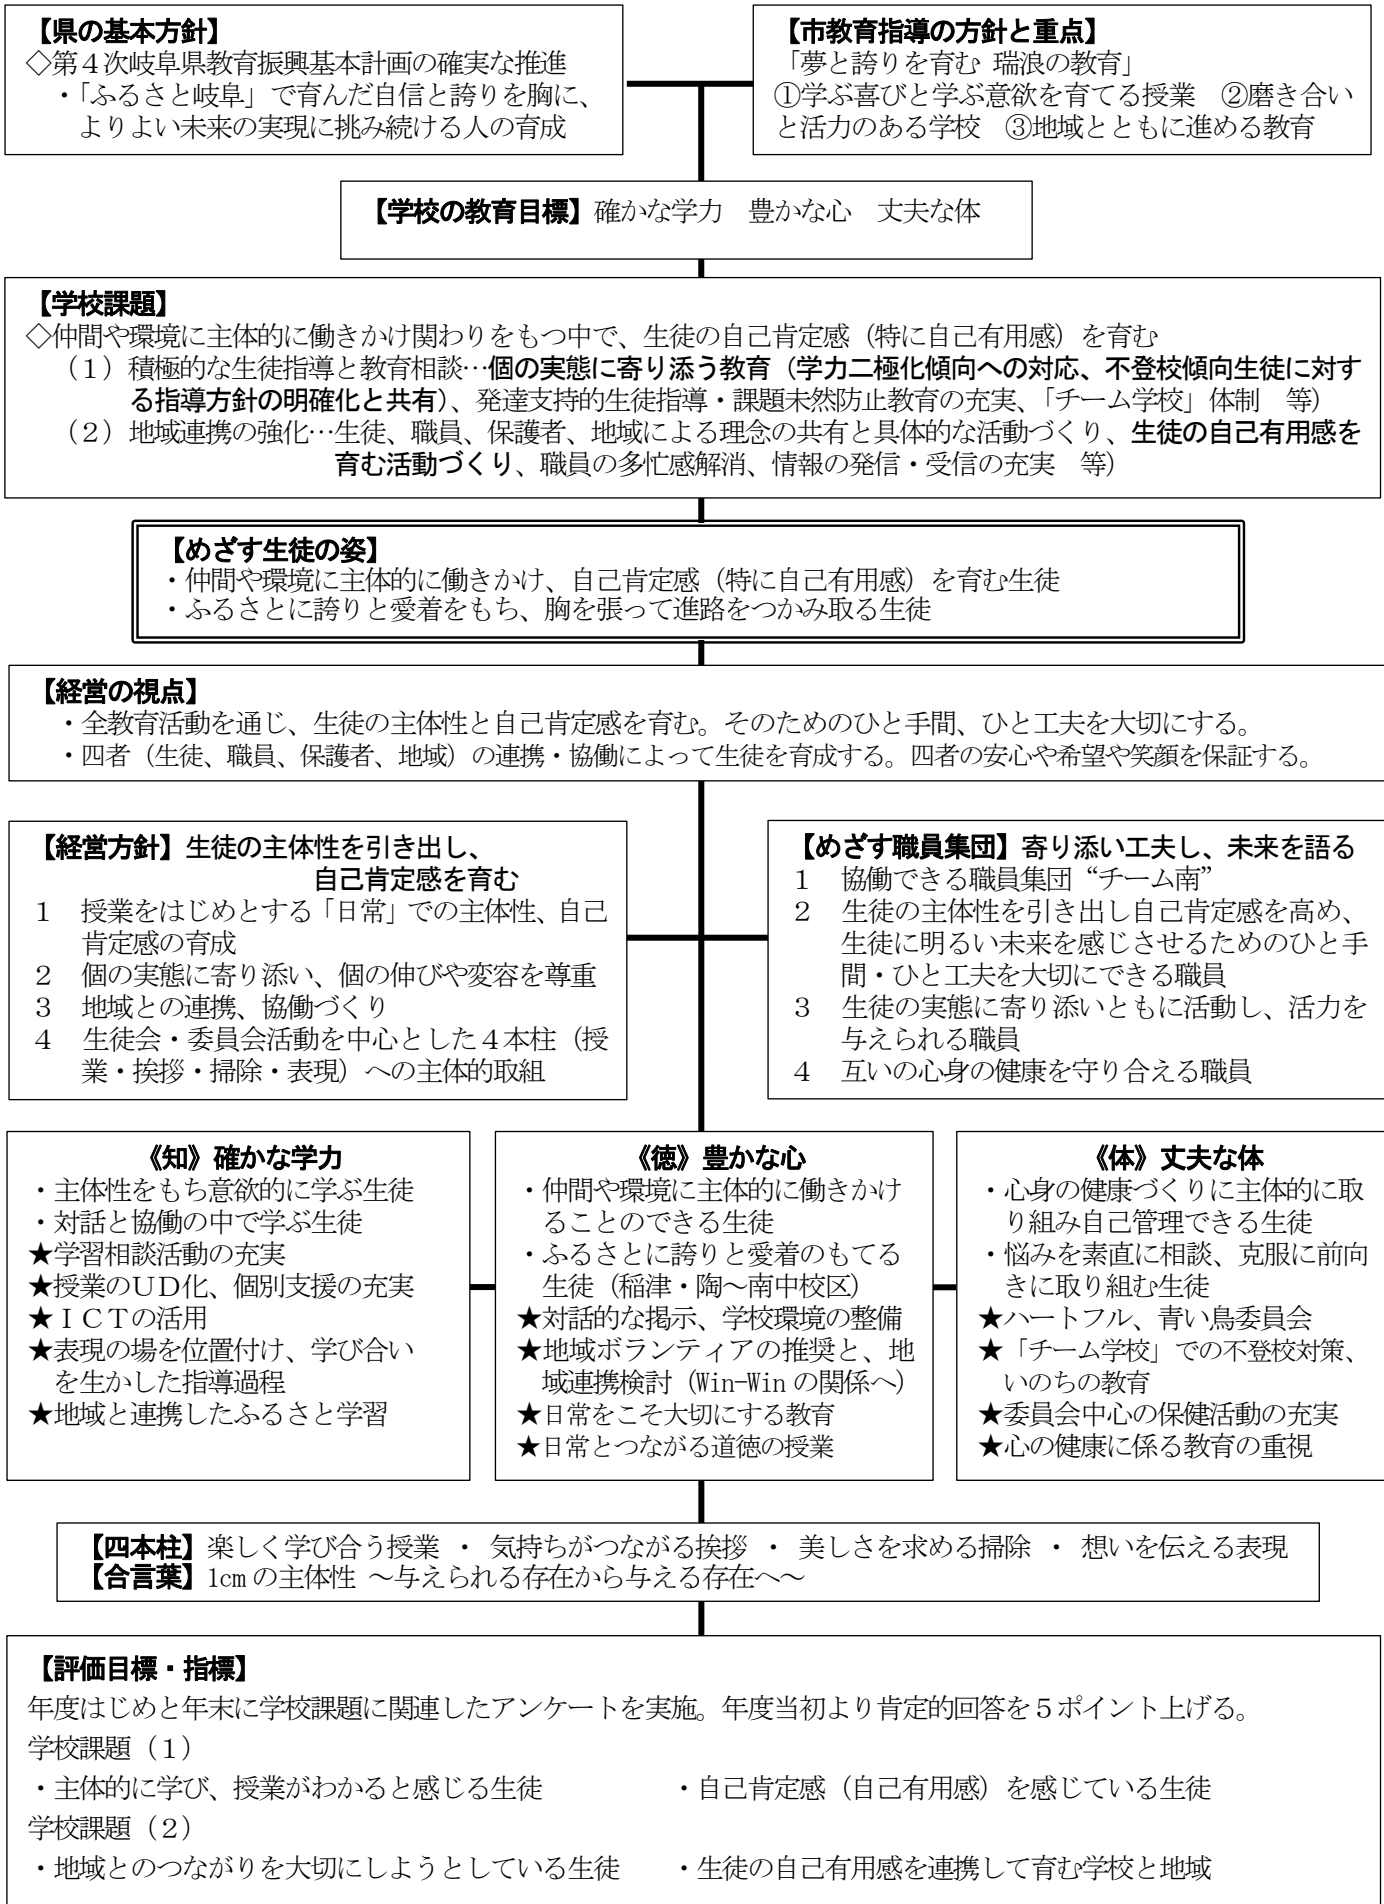 【県の基本方針】
◇第４次岐阜県教育振興基本計画の確実な推進
・「ふるさと岐阜」で育んだ自信と誇りを胸に、
よりよい未来の実現に挑み続ける人の育成
【市教育指導の方針と重点】
「夢と誇りを育む 瑞浪の教育」
①学ぶ喜びと学ぶ意欲を育てる授業　②磨き合い
と活力のある学校　③地域とともに進める教育
【学校の教育目標】確かな学力　豊かな心　丈夫な体
【学校課題】
◇仲間や環境に主体的に働きかけ関わりをもつ中で、生徒の自己肯定感（特に自己有用感）を育む
（１）積極的な生徒指導と教育相談…個の実態に寄り添う教育（学力二極化傾向への対応、不登校傾向生徒に対す
る指導方針の明確化と共有）、発達支持的生徒指導・課題未然防止教育の充実、「チーム学校」体制　等）
（２）地域連携の強化…生徒、職員、保護者、地域による理念の共有と具体的な活動づくり、生徒の自己有用感を
育む活動づくり、職員の多忙感解消、情報の発信・受信の充実　等）
【めざす生徒の姿】
・仲間や環境に主体的に働きかけ、自己肯定感（特に自己有用感）を育む生徒
・ふるさとに誇りと愛着をもち、胸を張って進路をつかみ取る生徒
【経営の視点】
・全教育活動を通じ、生徒の主体性と自己肯定感を育む。そのためのひと手間、ひと工夫を大切にする。
・四者（生徒、職員、保護者、地域）の連携・協働によって生徒を育成する。四者の安心や希望や笑顔を保証する。
【経営方針】生徒の主体性を引き出し、
自己肯定感を育む
１　授業をはじめとする「日常」での主体性、自己
肯定感の育成
２　個の実態に寄り添い、個の伸びや変容を尊重
３　地域との連携、協働づくり
４　生徒会・委員会活動を中心とした４本柱（授
業・挨拶・掃除・表現）への主体的取組
【めざす職員集団】寄り添い工夫し、未来を語る
１　協働できる職員集団“チーム南”
２　生徒の主体性を引き出し自己肯定感を高め、
生徒に明るい未来を感じさせるためのひと手
間・ひと工夫を大切にできる職員
３　生徒の実態に寄り添いともに活動し、活力を
与えられる職員
４　互いの心身の健康を守り合える職員
《知》確かな学力
・主体性をもち意欲的に学ぶ生徒
・対話と協働の中で学ぶ生徒
★学習相談活動の充実
★授業のＵＤ化、個別支援の充実
★ＩＣＴの活用
★表現の場を位置付け、学び合い
を生かした指導過程
★地域と連携したふるさと学習
《徳》豊かな心
・仲間や環境に主体的に働きかけ
ることのできる生徒
・ふるさとに誇りと愛着のもてる
生徒（稲津・陶～南中校区）
★対話的な掲示、学校環境の整備
★地域ボランティアの推奨と、地
域連携検討（Win-Win の関係へ）
★日常をこそ大切にする教育
★日常とつながる道徳の授業
《体》丈夫な体
・心身の健康づくりに主体的に取
り組み自己管理できる生徒
・悩みを素直に相談、克服に前向
きに取り組む生徒
★ハートフル、青い鳥委員会
★「チーム学校」での不登校対策、
いのちの教育
★委員会中心の保健活動の充実
★心の健康に係る教育の重視
【四本柱】楽しく学び合う授業 ・ 気持ちがつながる挨拶 ・ 美しさを求める掃除 ・ 想いを伝える表現
【合言葉】1cm の主体性 ～与えられる存在から与える存在へ～
【評価目標・指標】
年度はじめと年末に学校課題に関連したアンケートを実施。年度当初より肯定的回答を５ポイント上げる。
学校課題（１）
・主体的に学び、授業がわかると感じる生徒　　・自己肯定感（自己有用感）を感じている生徒
学校課題（２）
・地域とのつながりを大切にしようとしている生徒　　・生徒の自己有用感を連携して育む学校と地域